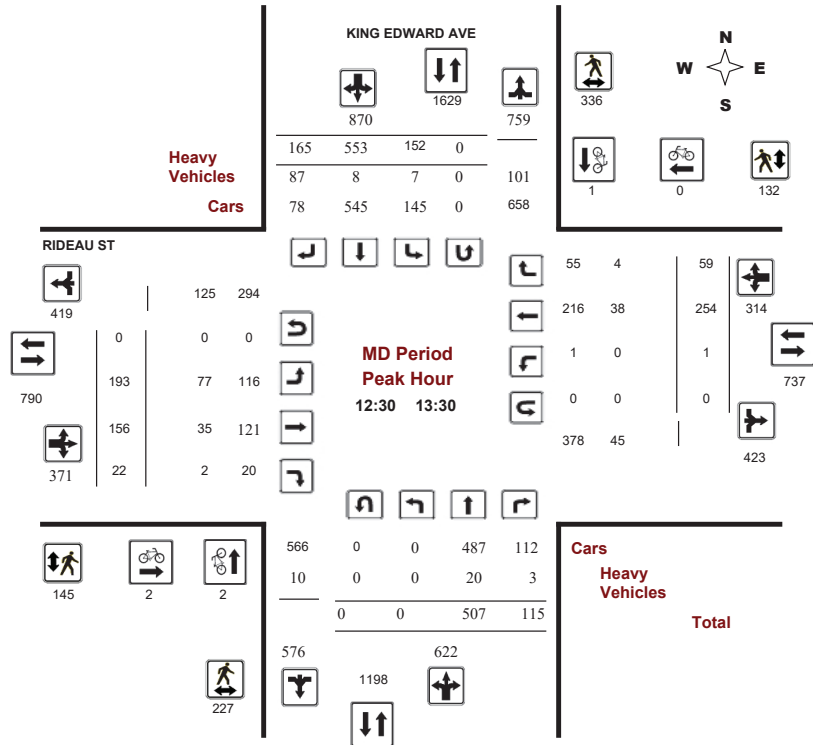 KING EDWARD AVE
N
W E
S
1629
870 759 336
165 553 152 0
Heavy
Vehicles
87 8 7 0 101
Cars
78 545 145 0 658
1 0 132
RIDEAU ST
419
125 294
0 0 0
790
193 77 116
156 35 121
371
22 2 20
MD Period
Peak Hour
12:30 13:30
55 4 59
314
216 38 254
737
1 0 1
0 0 0
378 45
423
566 0 0 487 112
10 0 0 20 3
0 0 507 115
Cars
Heavy
Vehicles
Total
145 2 2
227
576 622
1198